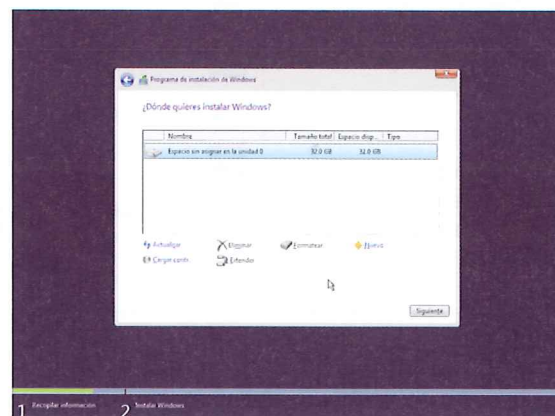 Programa de instalación de Windows
¿Dónde quieres instalar Windows?
Nombre Tamaño total Espacio disp... Tipo
Espacio sin asignar en la unidad 0 32.0 GB 32.0 GB
Actualizar Eliminar Formatear Nuevo
Cargar contr. Extender
Siguiente
1 Recopilar información 2 Instalar Windows